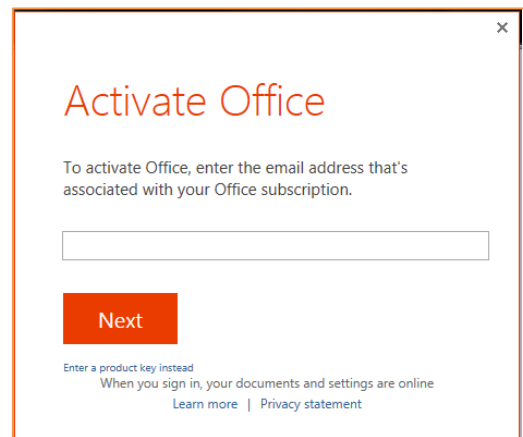 Activate Office
To activate Office, enter the email address that's
associated with your Office subscription.
Next
Enter a product key instead
When you sign in, your documents and settings are online
Learn more | Privacy statement